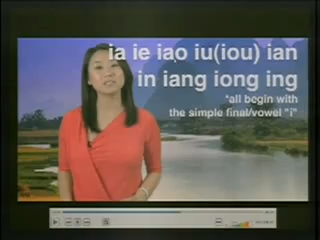 ia ie iao iu(iou) ian
in iang iong ing
*all begin with
the simple final/vowel "i"